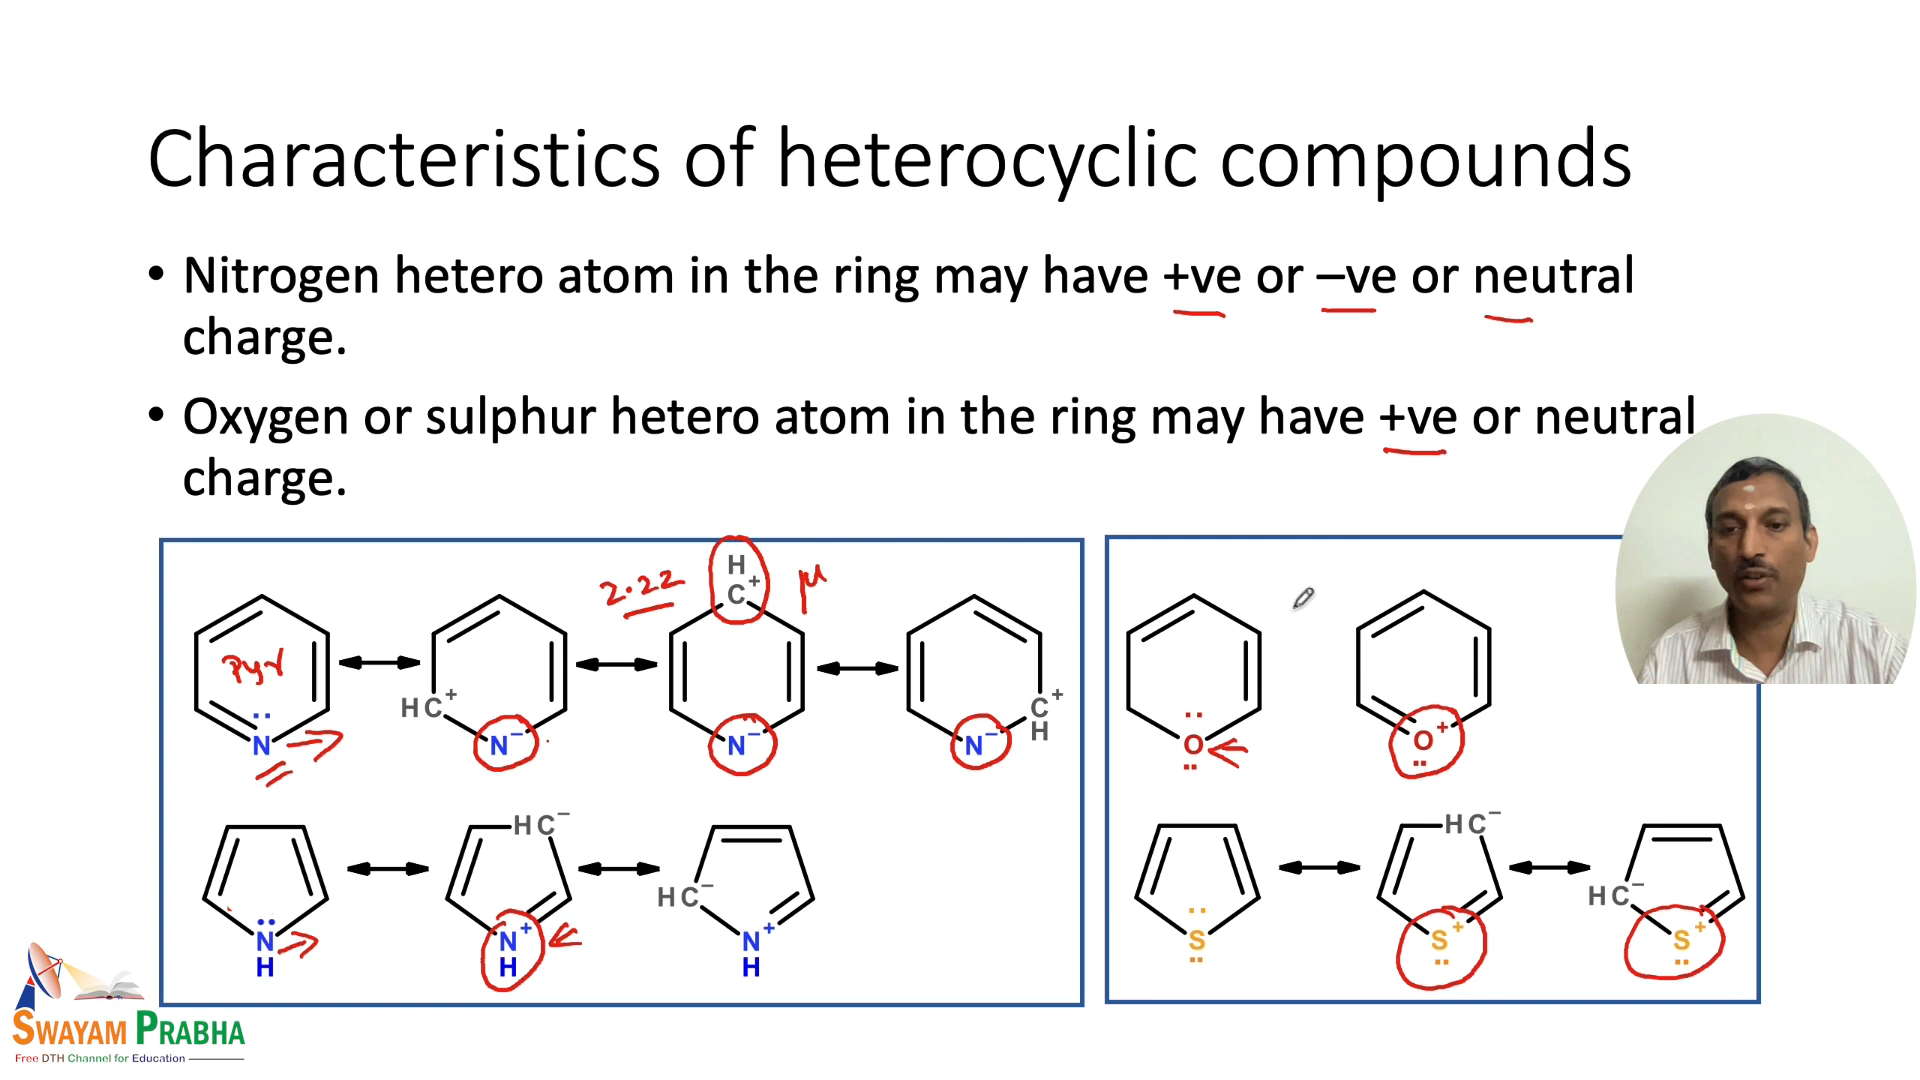 Characteristics of heterocyclic compounds
• Nitrogen hetero atom in the ring may have +ve or –ve or neutral
charge.
• Oxygen or sulphur hetero atom in the ring may have +ve or neutral
charge.
2.22
H
C+
μ
Pyr
HC+
C+
H
N
N–
N–
N–
O
O+
HC–
HC–
HC–
HC–
N
H
N+
H
N+
H
S
S+
S+
SWAYAM PRABHA
Free DTH Channel for Education